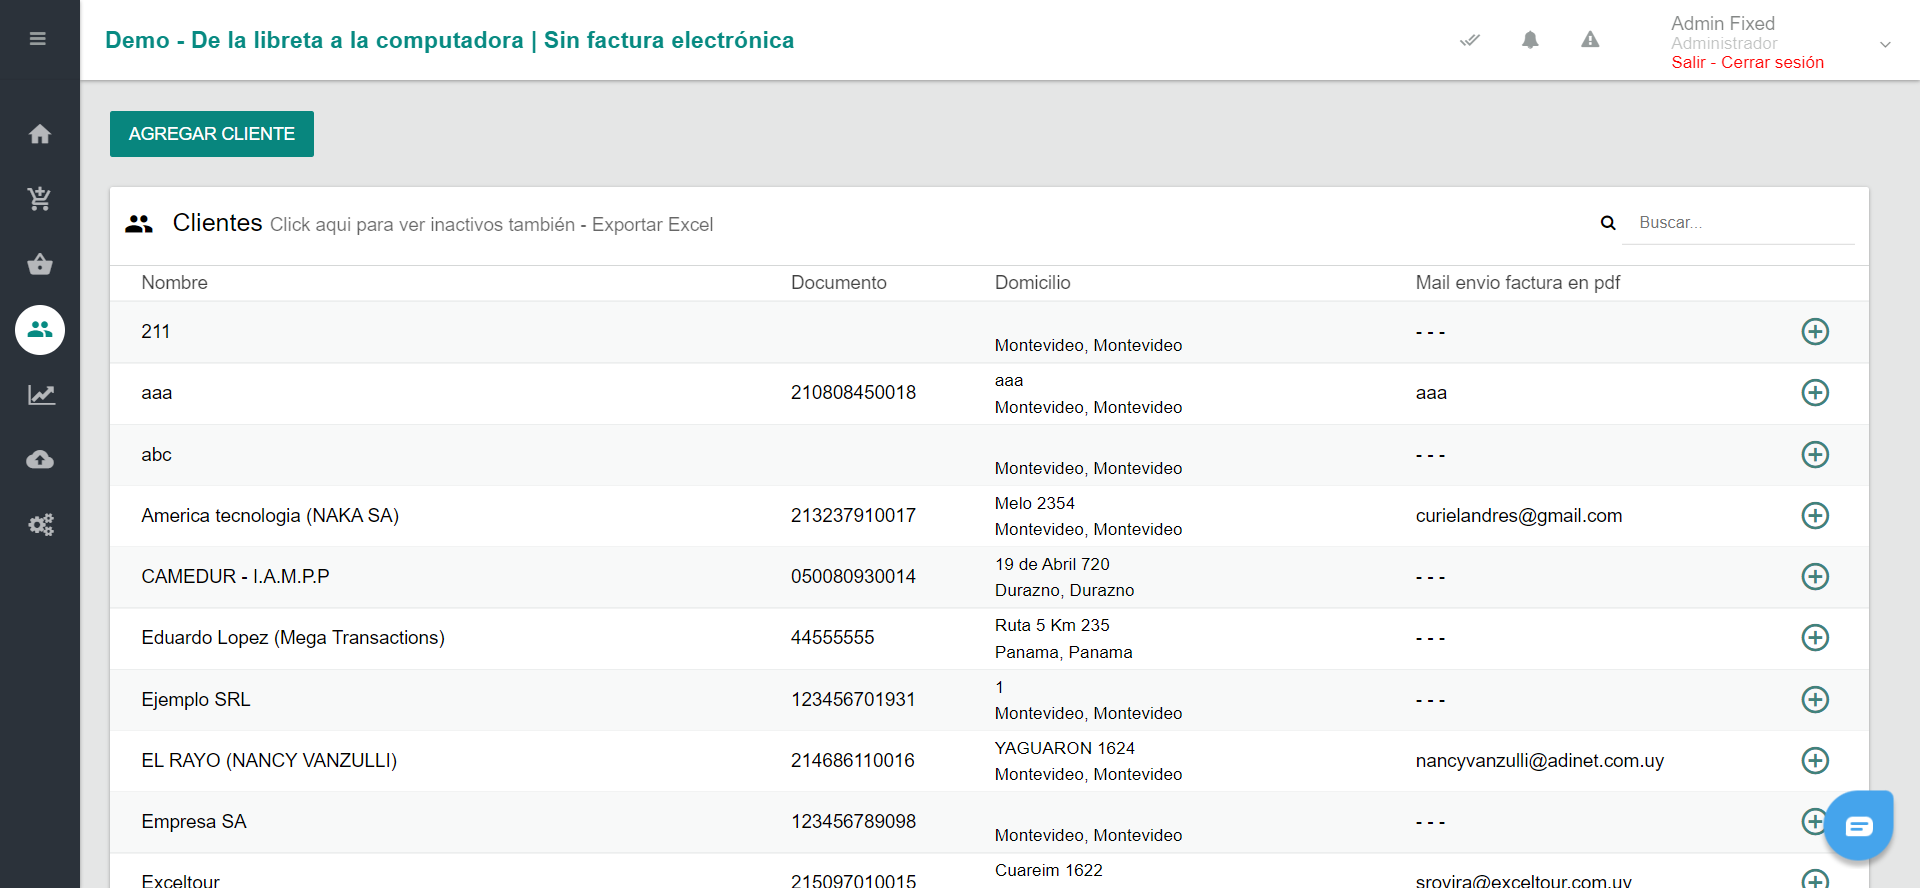 Demo - De la libreta a la computadora | Sin factura electrónica
Admin Fixed
Administrador
Salir - Cerrar sesión
AGREGAR CLIENTE
Clientes Click aqui para ver inactivos también - Exportar Excel
Buscar...
Nombre Documento Domicilio Mail envio factura en pdf
211 - - -
Montevideo, Montevideo
aaa 210808450018 aaa aaa
Montevideo, Montevideo
abc - - -
Montevideo, Montevideo
America tecnologia (NAKA SA) 213237910017 Melo 2354 curielandres@gmail.com
Montevideo, Montevideo
CAMEDUR - I.A.M.P.P 050080930014 19 de Abril 720 - - -
Durazno, Durazno
Eduardo Lopez (Mega Transactions) 44555555 Ruta 5 Km 235 - - -
Panama, Panama
Ejemplo SRL 123456701931 1 - - -
Montevideo, Montevideo
EL RAYO (NANCY VANZULLI) 214686110016 YAGUARON 1624 nancyvanzulli@adinet.com.uy
Montevideo, Montevideo
Empresa SA 123456789098 - - -
Montevideo, Montevideo
Exceltour 215097010015 Cuareim 1622 srovira@exceltour.com.uy